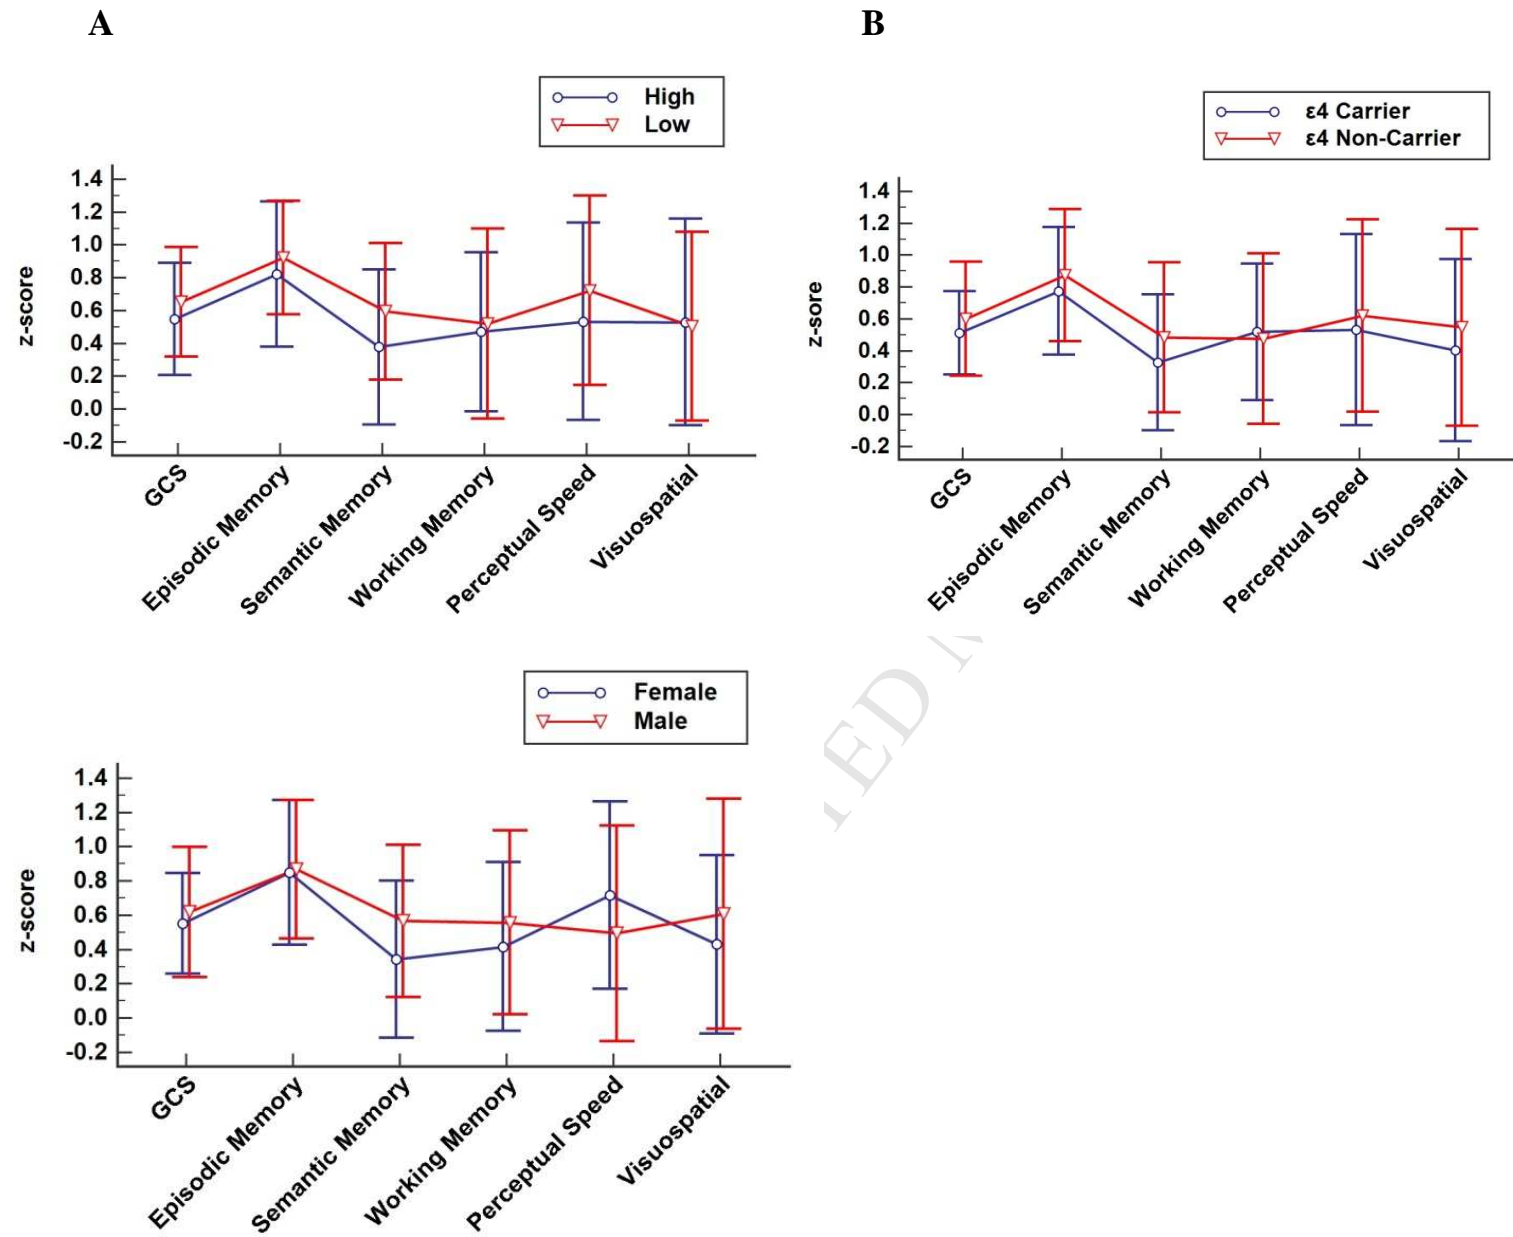 A
B
High
Low
ε4 Carrier
ε4 Non-Carrier
1.4
1.2
1.0
0.8
0.6
0.4
0.2
0.0
-0.2
z-score
GCS
Episodic Memory
Semantic Memory
Working Memory
Perceptual Speed
Visuospatial
1.4
1.2
1.0
0.8
0.6
0.4
0.2
0.0
-0.2
z-sore
GCS
Episodic Memory
Semantic Memory
Working Memory
Perceptual Speed
Visuospatial
Female
Male
1.4
1.2
1.0
0.8
0.6
0.4
0.2
0.0
-0.2
z-score
GCS
Episodic Memory
Semantic Memory
Working Memory
Perceptual Speed
Visuospatial